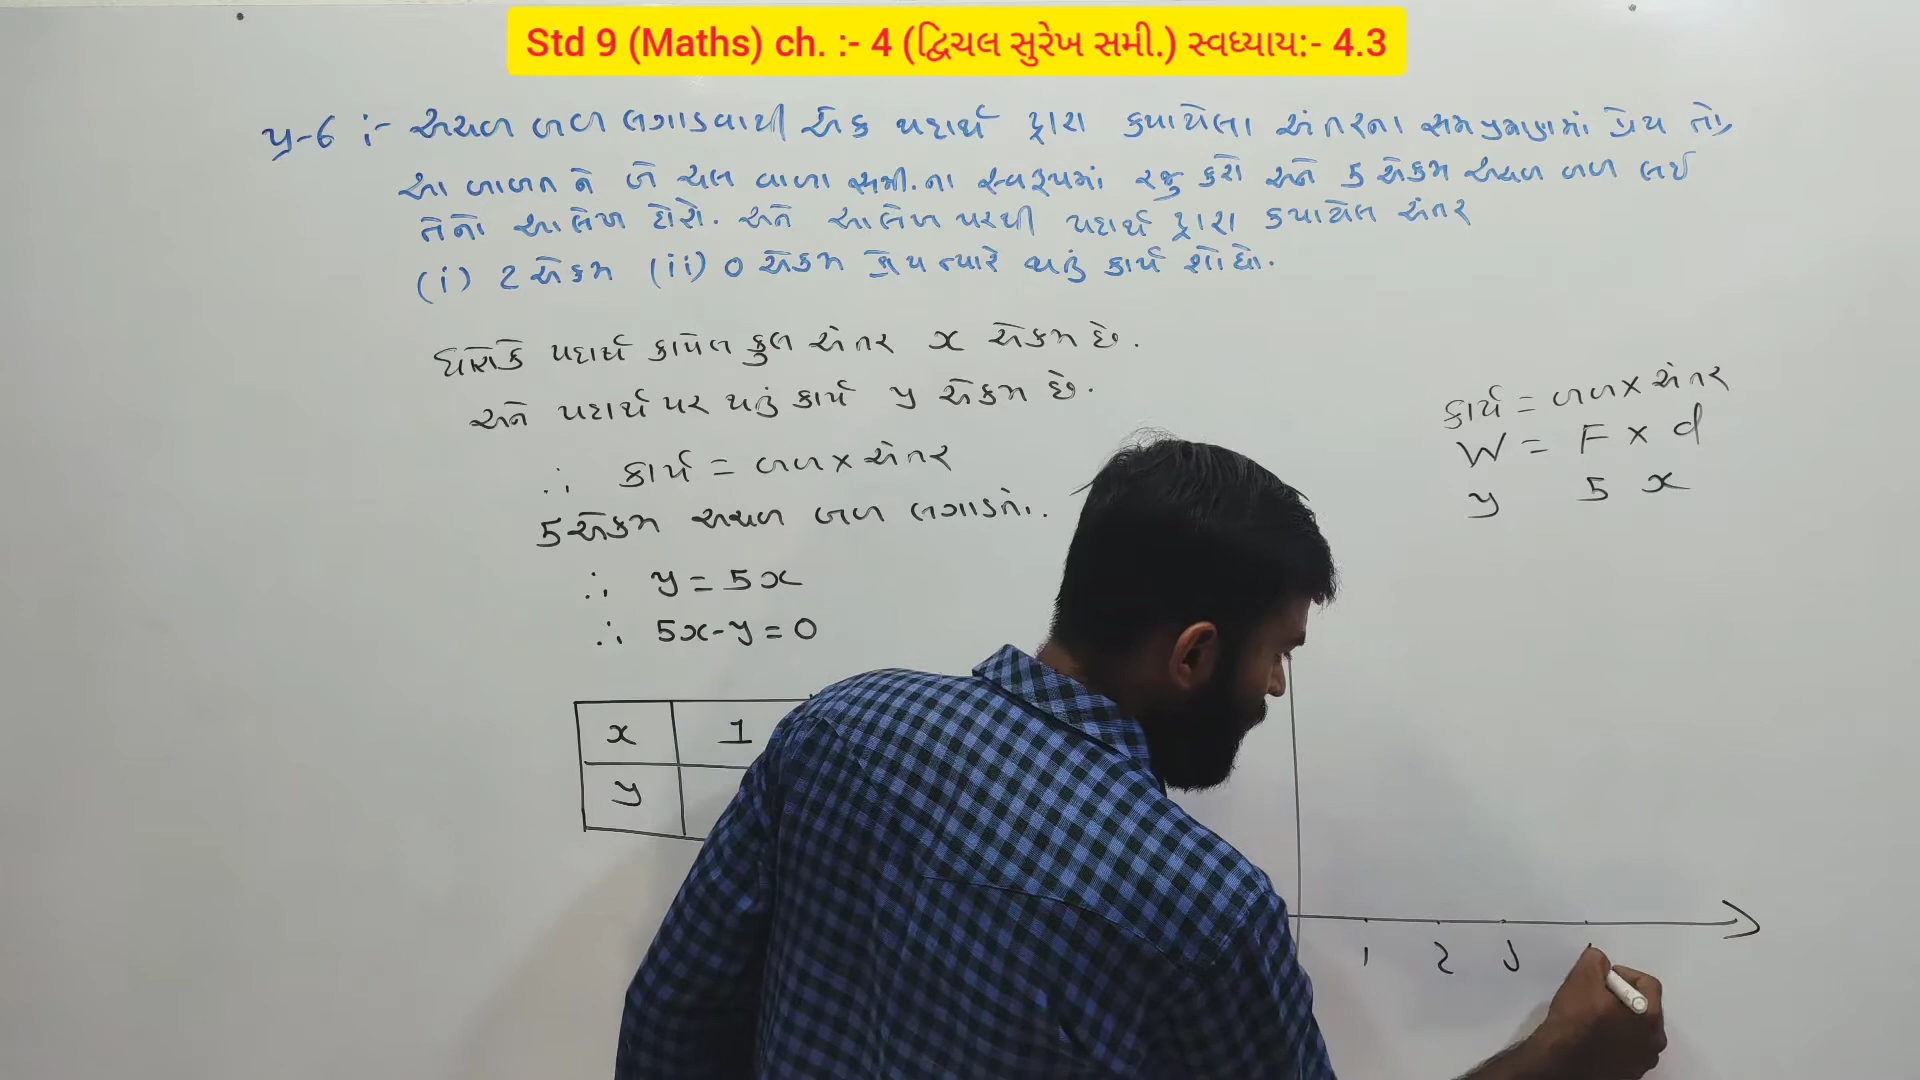 Std 9 (Maths) ch. :- 4 (દ્વિચલ સુરેખ સમી.) સ્વધ્યાય:- 4.3
પ્ર-6 :- અચળ બળ લગાડવાથી એક પદાર્થ દ્વારા કપાયેલા અંતરના સમપ્રમાણમાં હોય તો,
આ બાબત ને બે ચલ વાળા સમી.ના સ્વરૂપમાં રજુ કરો અને 5 એકમ અચળ બળ લઈ
તેનો આલેખ દોરો. અને આલેખ પરથી પદાર્થ દ્વારા કપાયેલ અંતર
(i) 2 એકમ (ii) 0 એકમ હોય ત્યારે થતું કાર્ય શોધો.
ધારોકે પદાર્થે કાપેલ કુલ અંતર x એકમ છે.
અને પદાર્થ પર થતું કાર્ય y એકમ છે.
∴ કાર્ય = બળ × અંતર
5 એકમ અચળ બળ લગાડતાં.
∴ y = 5x
∴ 5x - y = 0
x 1
y
કાર્ય = બળ × અંતર
W = F × d
y 5 x
1 2 3